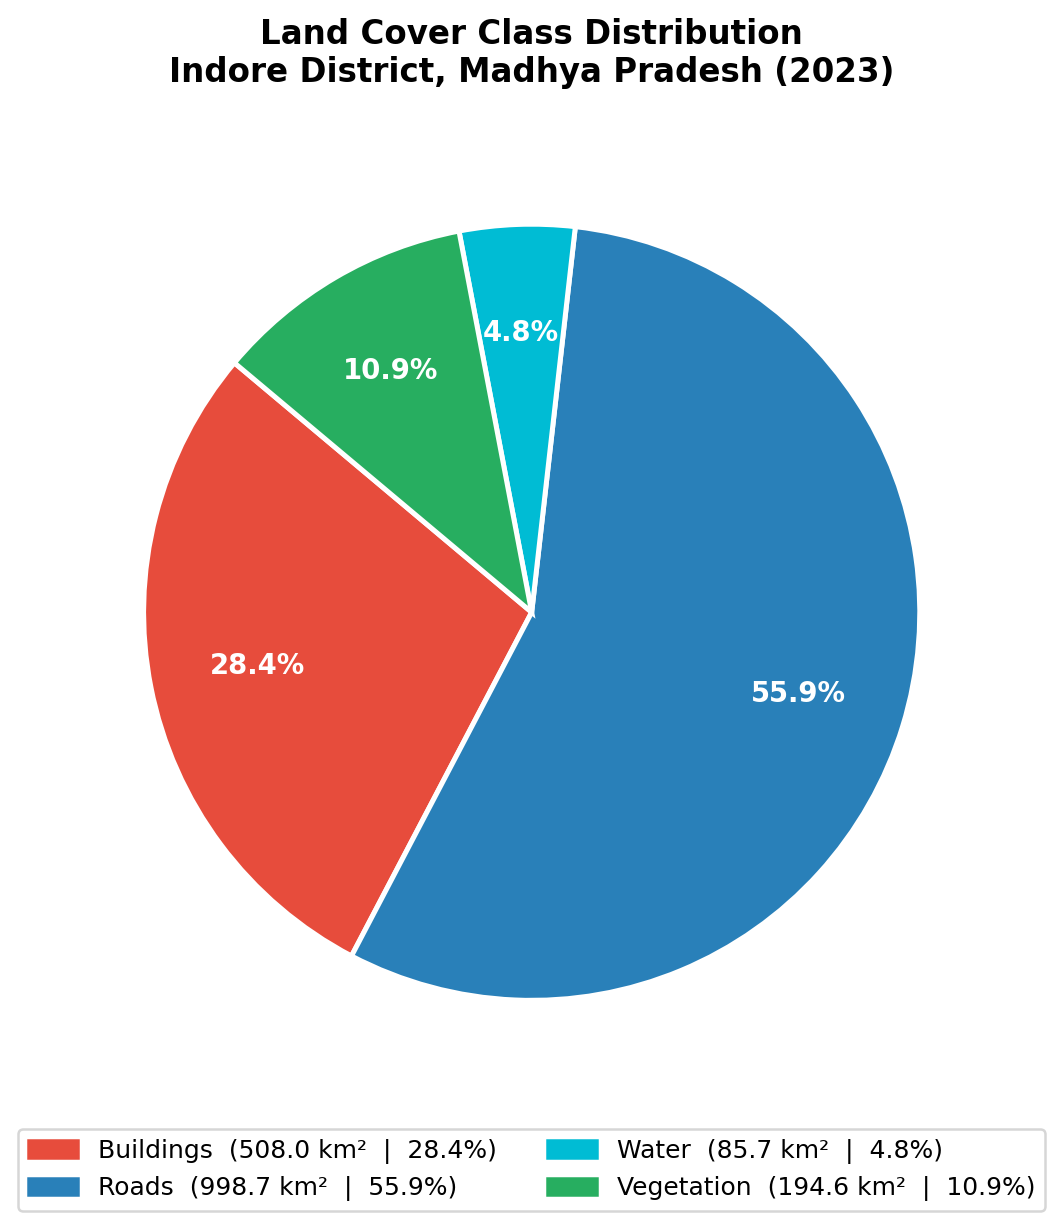 Land Cover Class Distribution
Indore District, Madhya Pradesh (2023)
4.8%
10.9%
28.4%
55.9%
Buildings  (508.0 km²  |  28.4%)
Roads  (998.7 km²  |  55.9%)
Water  (85.7 km²  |  4.8%)
Vegetation  (194.6 km²  |  10.9%)